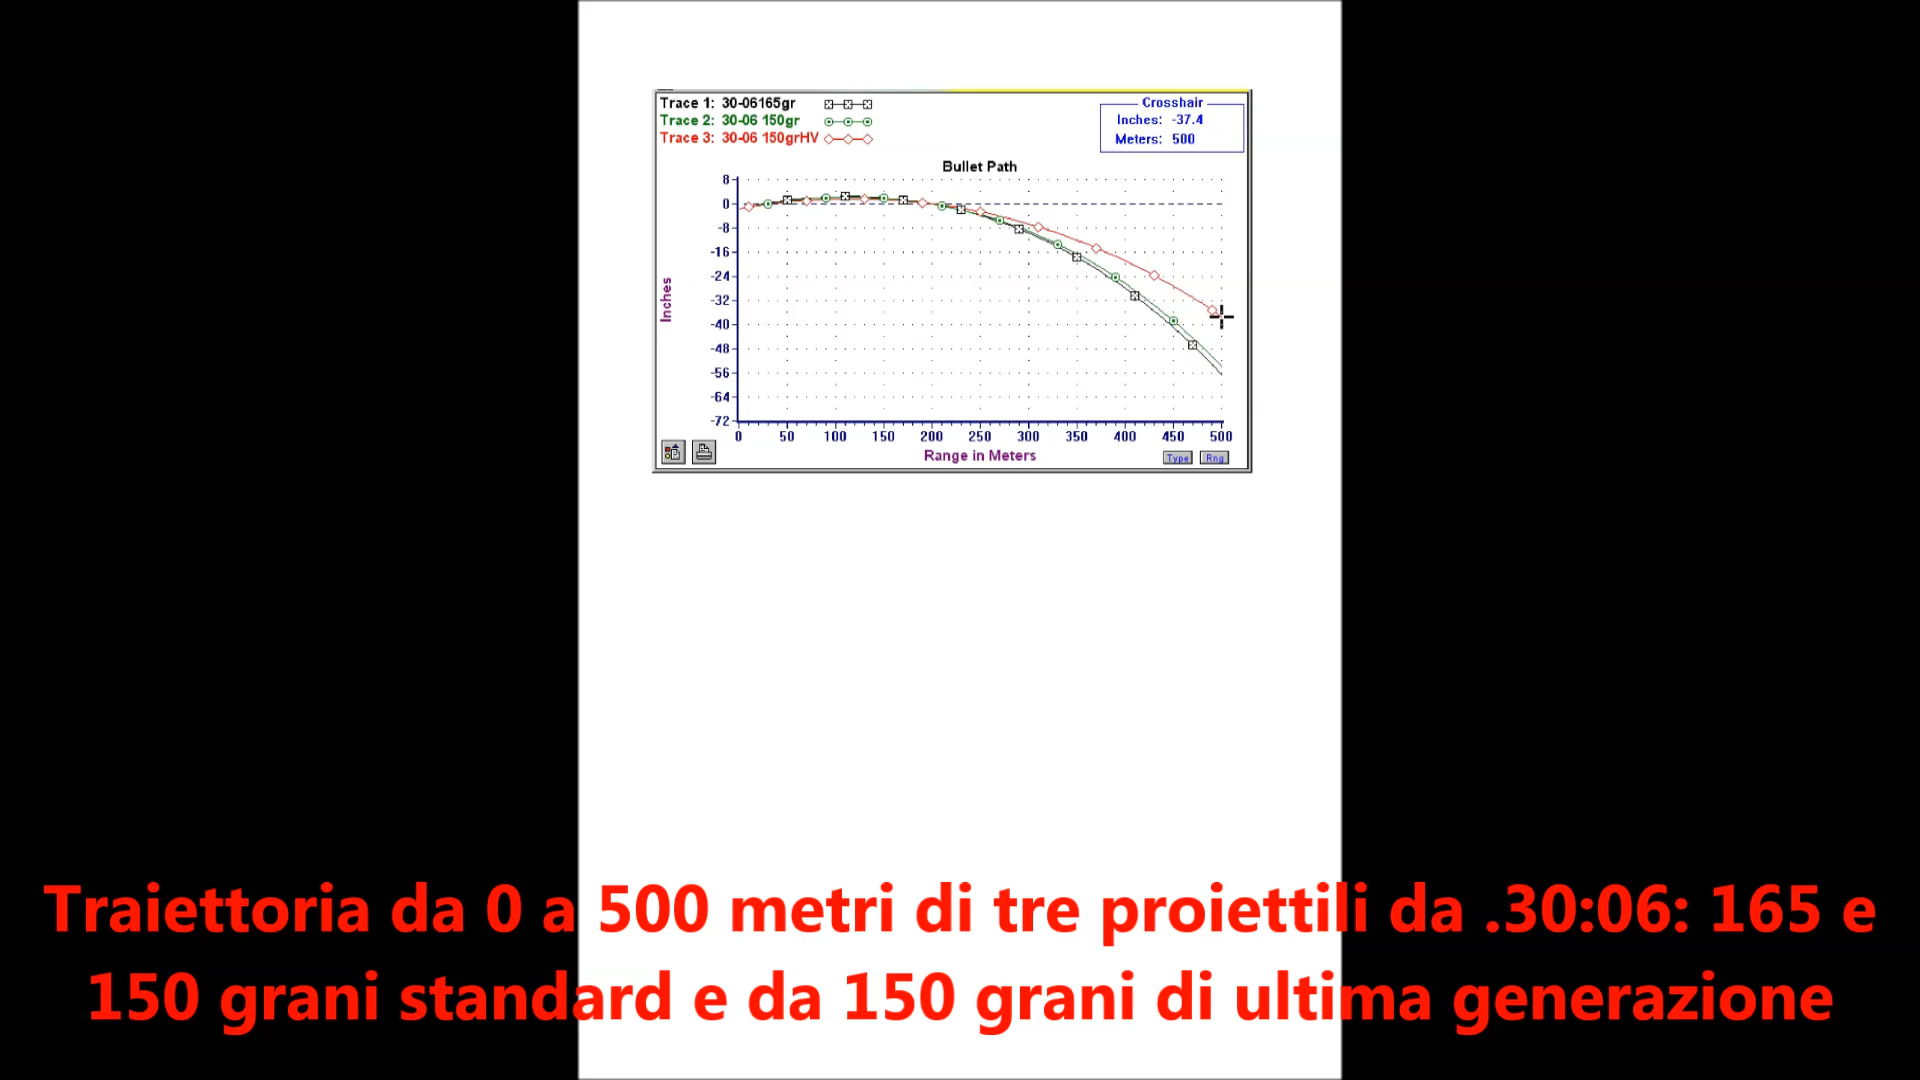 Trace 1: 30-06165gr
Trace 2: 30-06 150gr
Trace 3: 30-06 150grHV
Crosshair
Inches: -37.4
Meters: 500
Bullet Path
8
0
-8
-16
-24
-32
-40
-48
-56
-64
-72
Inches
0 50 100 150 200 250 300 350 400 450 500
Range in Meters
Type Rng
Traiettoria da 0 a 500 metri di tre proiettili da .30:06: 165 e
150 grani standard e da 150 grani di ultima generazione